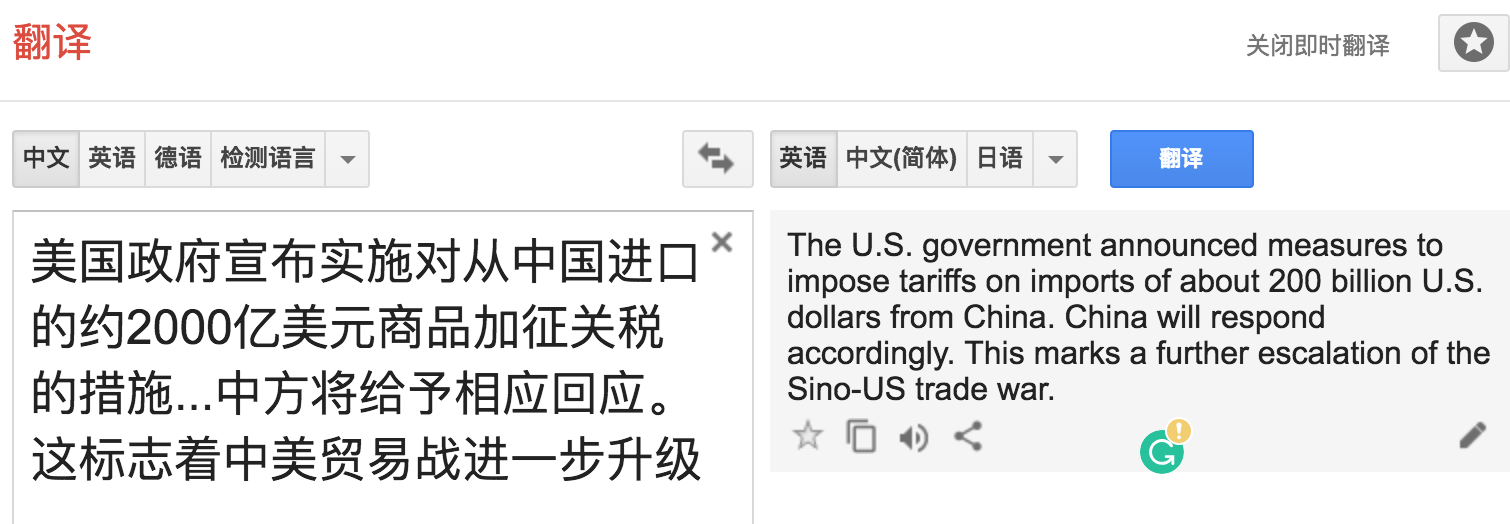 翻译
关闭即时翻译
中文 英语 德语 检测语言
英语 中文(简体) 日语
翻译
美国政府宣布实施对从中国进口
的约2000亿美元商品加征关税
的措施...中方将给予相应回应。
这标志着中美贸易战进一步升级
The U.S. government announced measures to
impose tariffs on imports of about 200 billion U.S.
dollars from China. China will respond
accordingly. This marks a further escalation of the
Sino-US trade war.